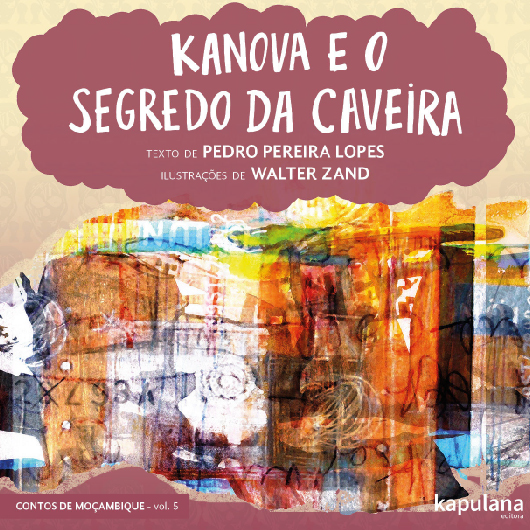 KANOVA E O
SEGREDO DA CAVEIRA
TEXTO DE PEDRO PEREIRA LOPES
ILUSTRAÇÕES DE WALTER ZAND
CONTOS DE MOÇAMBIQUE - vol. 5
kapulana
editora